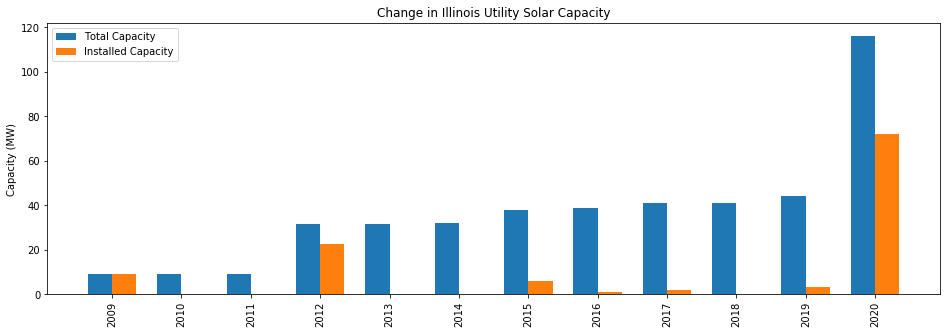 Change in Illinois Utility Solar Capacity
Total Capacity
Installed Capacity
Capacity (MW)
120
100
80
60
40
20
0
2009 2010 2011 2012 2013 2014 2015 2016 2017 2018 2019 2020